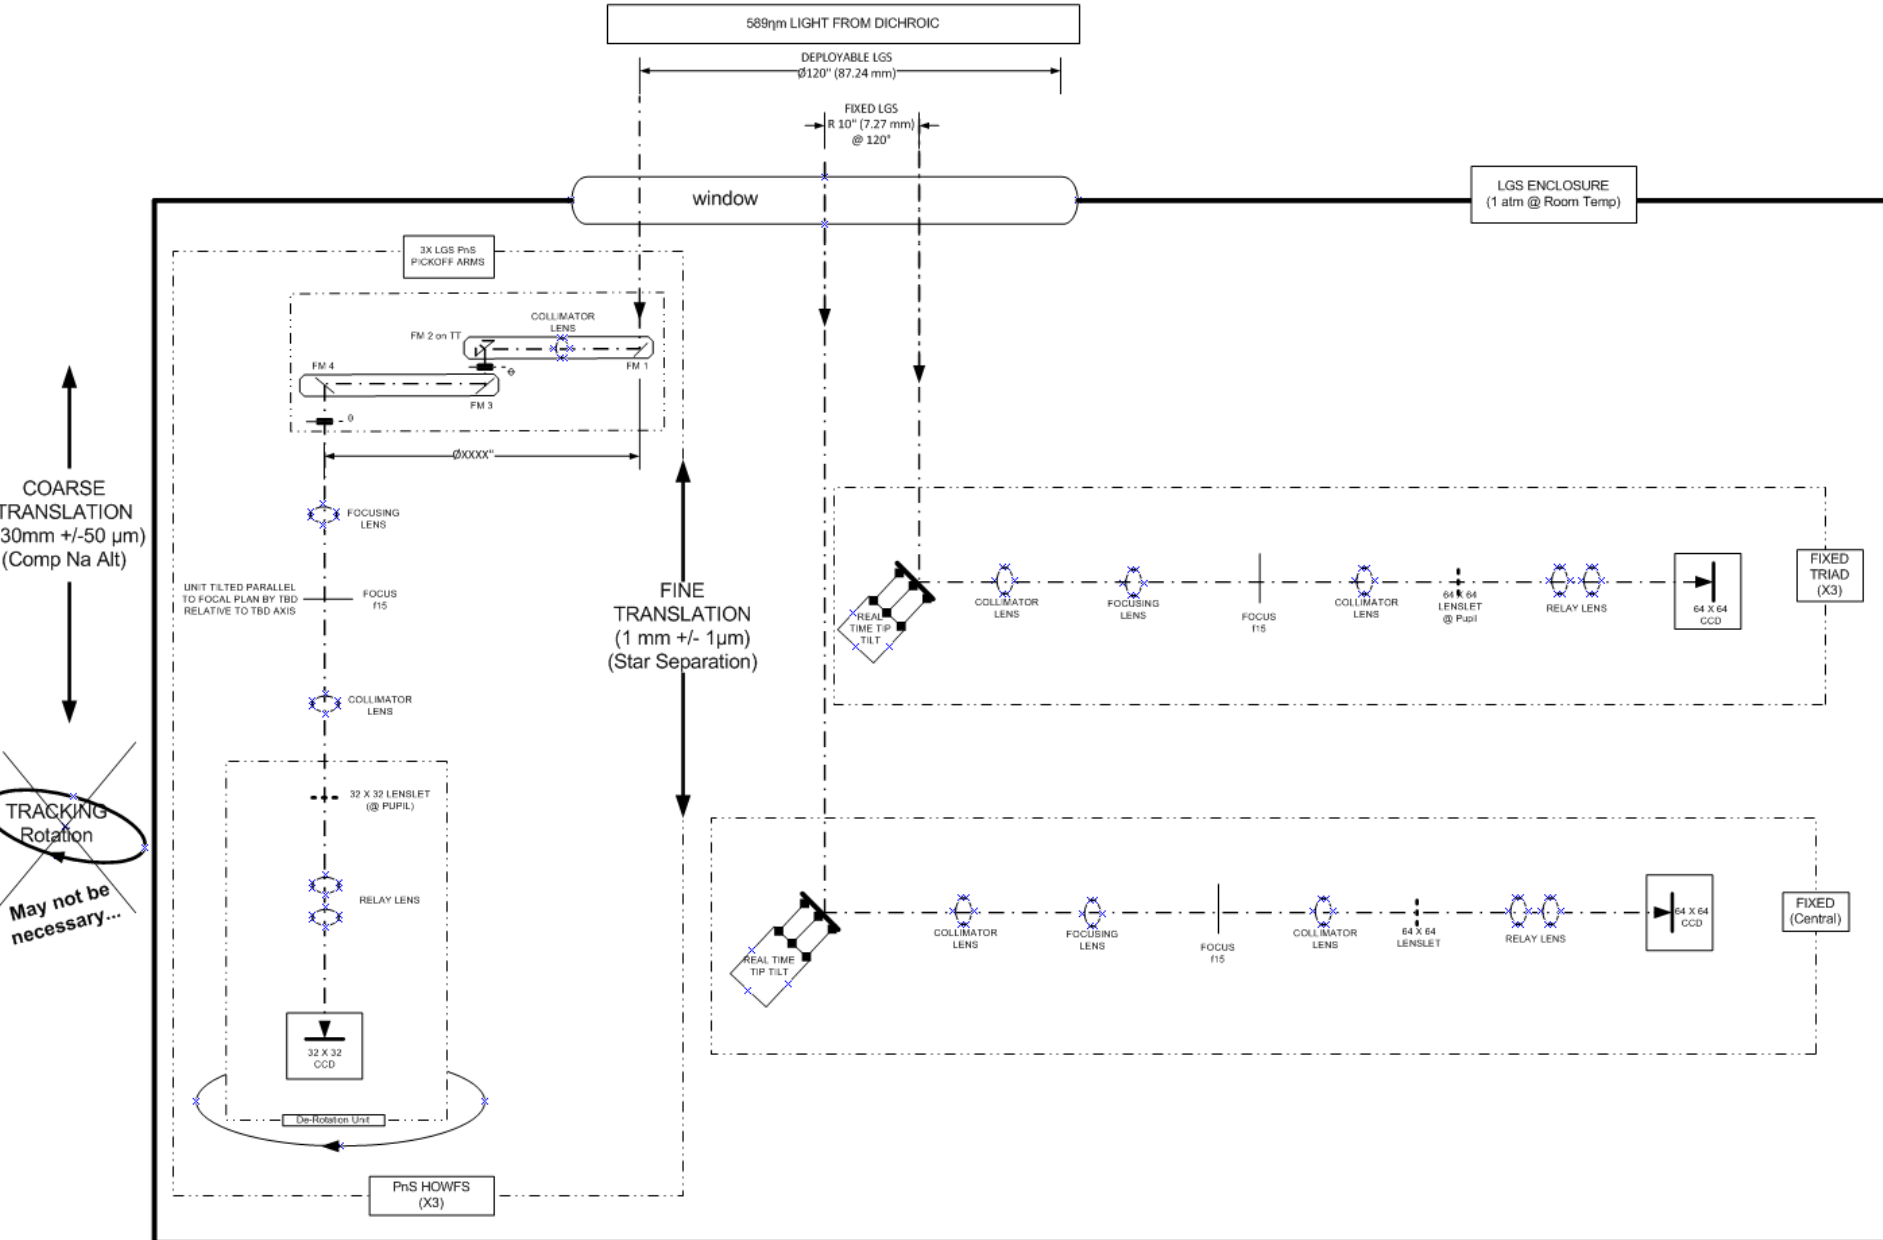 589ηm LIGHT FROM DICHROIC
DEPLOYABLE LGS
Ø120" (87.24 mm)
FIXED LGS
R 10" (7.27 mm)
@ 120°
window
LGS ENCLOSURE
(1 atm @ Room Temp)
3X LGS PnS
PICKOFF ARMS
COLLIMATOR
LENS
FM 2 on TT
FM 4
FM 1
θ
FM 3
θ
ØXXXX"
COARSE
TRANSLATION
30mm +/-50 µm)
(Comp Na Alt)
FOCUSING
LENS
UNIT TILTED PARALLEL
TO FOCAL PLAN BY TBD
RELATIVE TO TBD AXIS
FOCUS
f15
FINE
TRANSLATION
(1 mm +/- 1µm)
(Star Separation)
COLLIMATOR
LENS
TRACKING
Rotation
May not be
necessary...
32 X 32 LENSLET
(@ PUPIL)
RELAY LENS
32 X 32
CCD
De-Rotation Unit
PnS HOWFS
(X3)
REAL
TIME TIP
TILT
COLLIMATOR
LENS
FOCUSING
LENS
FOCUS
f15
COLLIMATOR
LENS
64 X 64
LENSLET
@ Pupil
RELAY LENS
64 X 64
CCD
FIXED
TRIAD
(X3)
REAL TIME
TIP TILT
COLLIMATOR
LENS
FOCUSING
LENS
FOCUS
f15
COLLIMATOR
LENS
64 X 64
LENSLET
RELAY LENS
64 X 64
CCD
FIXED
(Central)